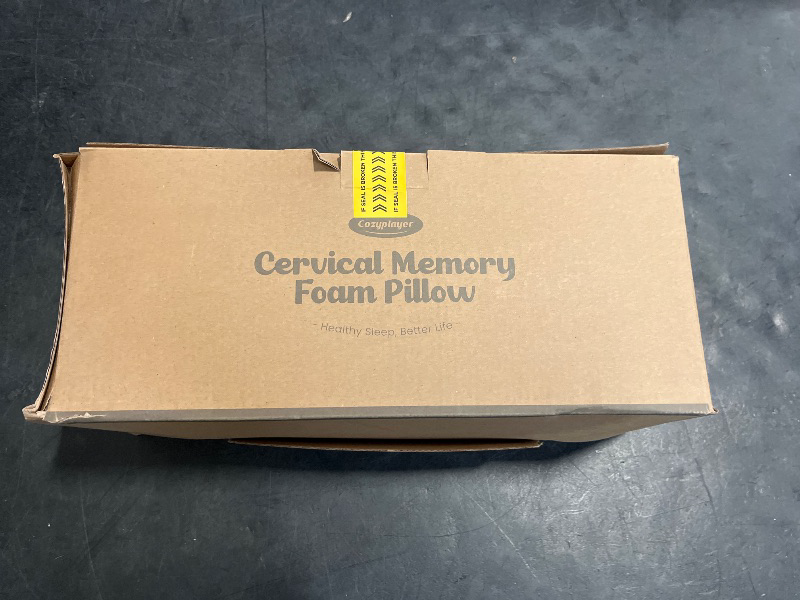 IF SEAL IS BROKEN
IF SEAL IS BROKEN
Cozyplayer
Cervical Memory
Foam Pillow
- Healthy Sleep, Better Life